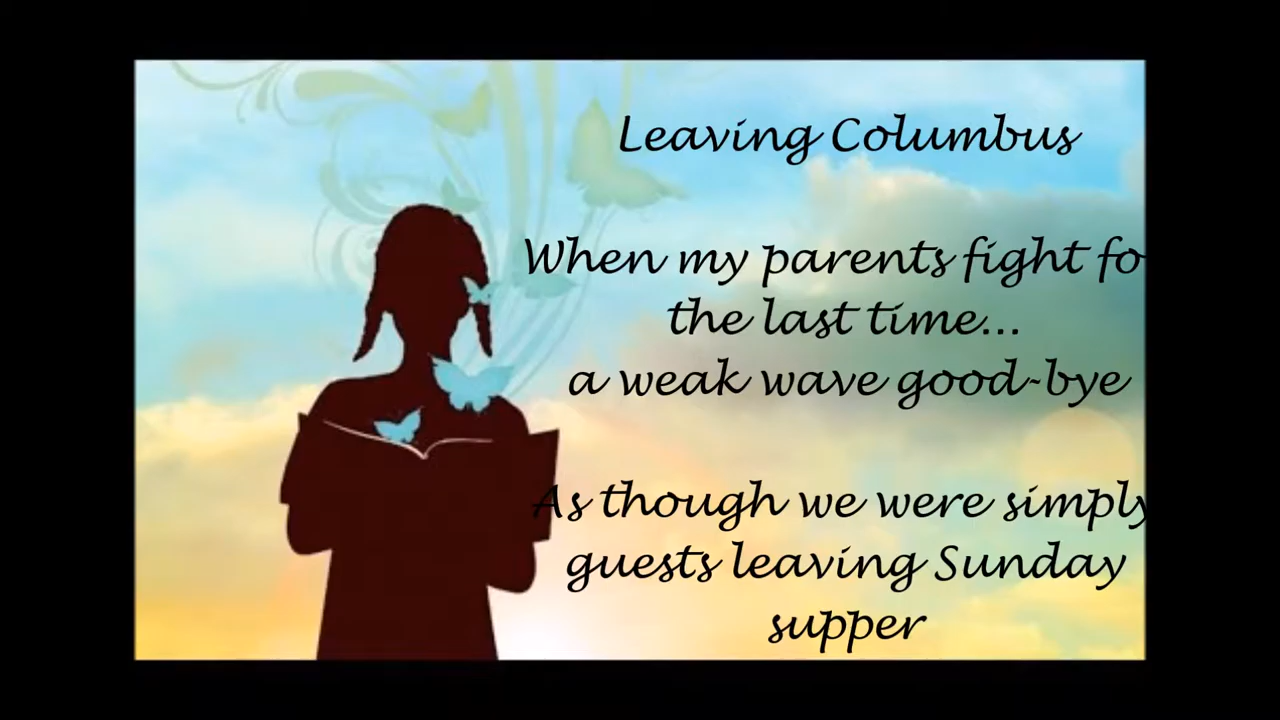 Leaving Columbus
When my parents fight fo
the last time...
a weak wave good-bye
As though we were simply
guests leaving Sunday
supper